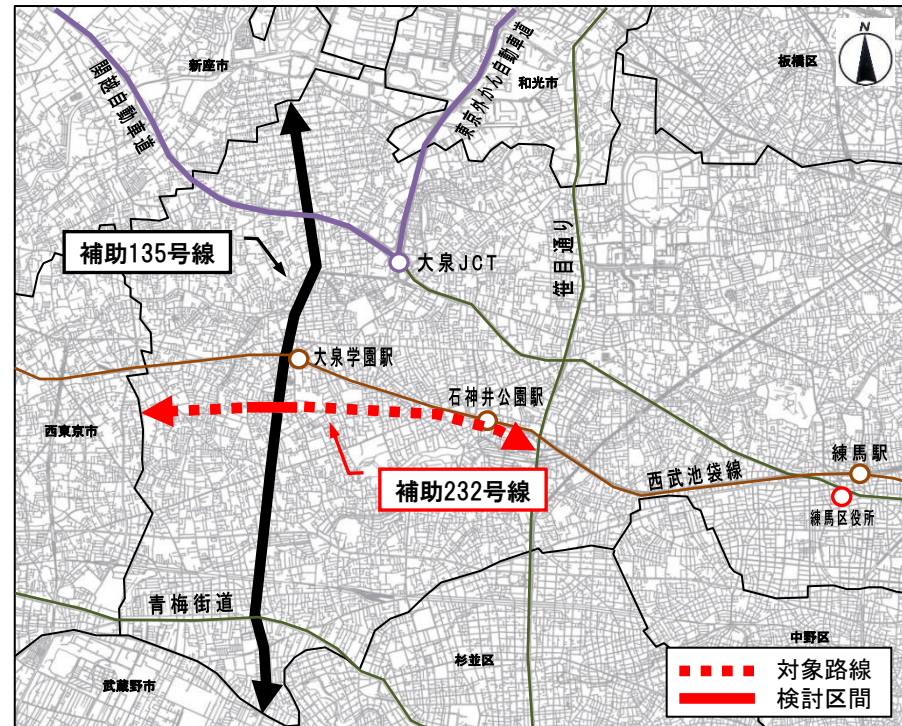 新座市
和光市
板橋区
N
関越自動車道
東京外かん自動車道
補助135号線
大泉JCT
笹目通り
大泉学園駅
石神井公園駅
西東京市
練馬駅
西武池袋線
補助232号線
練馬区役所
青梅街道
杉並区
中野区
武蔵野市
対象路線
検討区間